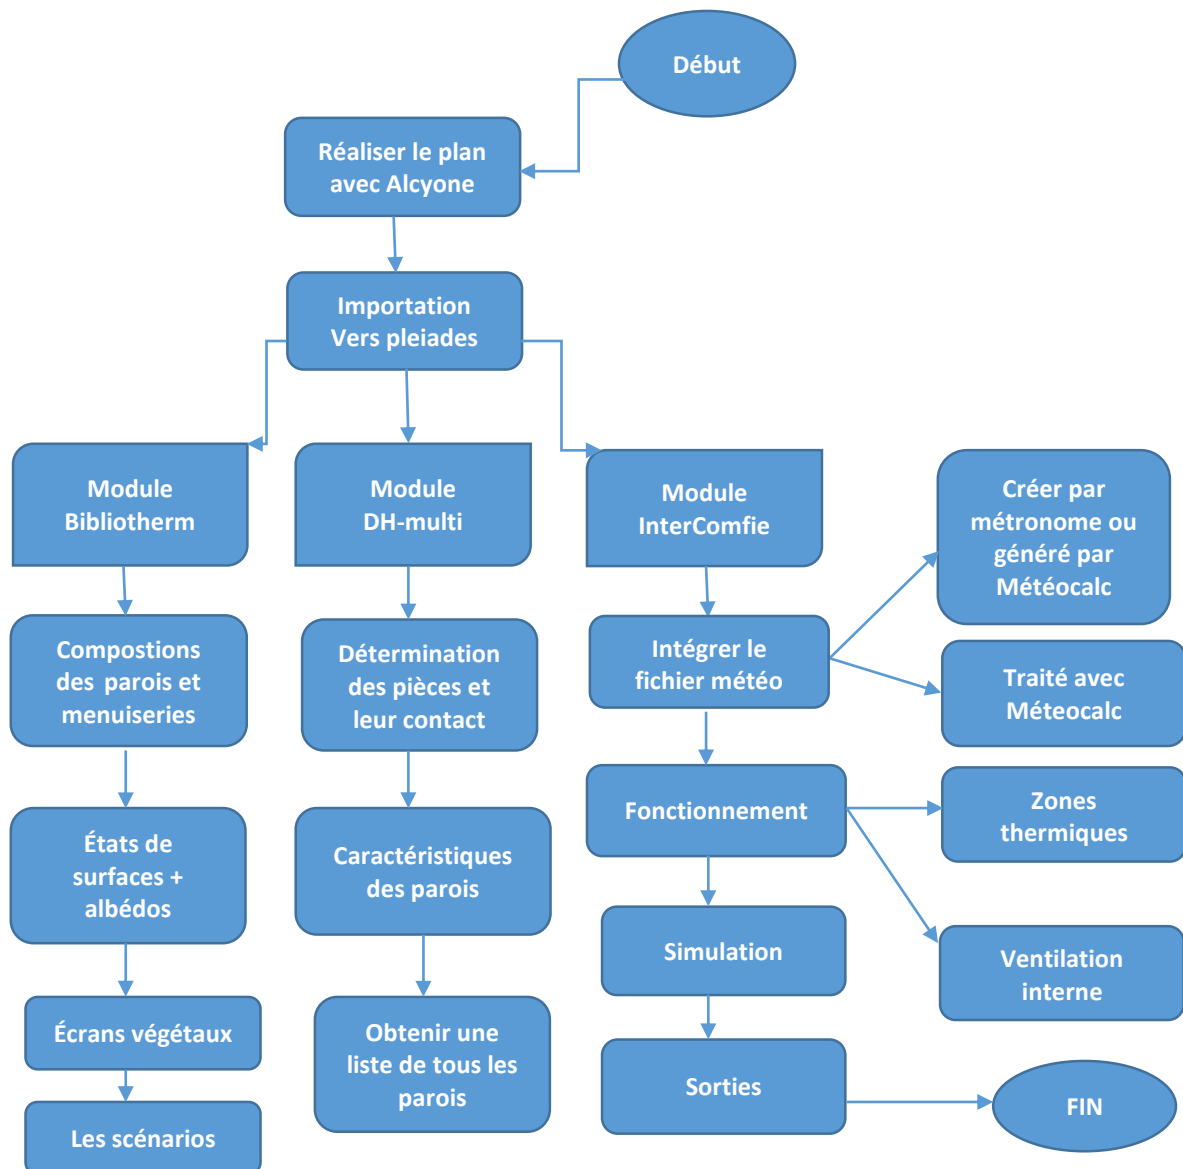 Début
Réaliser le plan
avec Alcyone
Importation
Vers pleiades
Module
Bibliotherm
Module
DH-multi
Module
InterComfie
Créer par
métronome ou
généré par
Météocalc
Compostions
des parois et
menuiseries
Détermination
des pièces et
leur contact
Intégrer le
fichier météo
Traité avec
Méteocalc
États de
surfaces +
albédos
Caractéristiques
des parois
Fonctionnement
Zones
thermiques
Simulation
Ventilation
interne
Écrans végétaux
Obtenir une
liste de tous les
parois
Sorties
FIN
Les scénarios